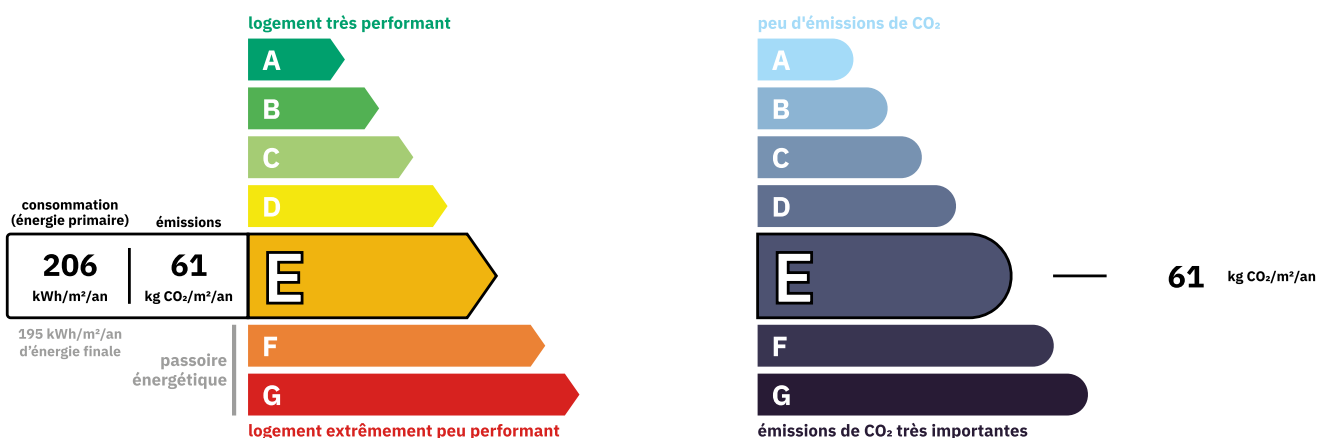 logement très performant
A
B
C
D
consommation
(énergie primaire)
émissions
206
kWh/m²/an
61
kg CO₂/m²/an
E
195 kWh/m²/an
d'énergie finale
passoire
énergétique
F
G
logement extrêmement peu performant
peu d'émissions de CO₂
A
B
C
D
E
61
kg CO₂/m²/an
F
G
émissions de CO₂ très importantes